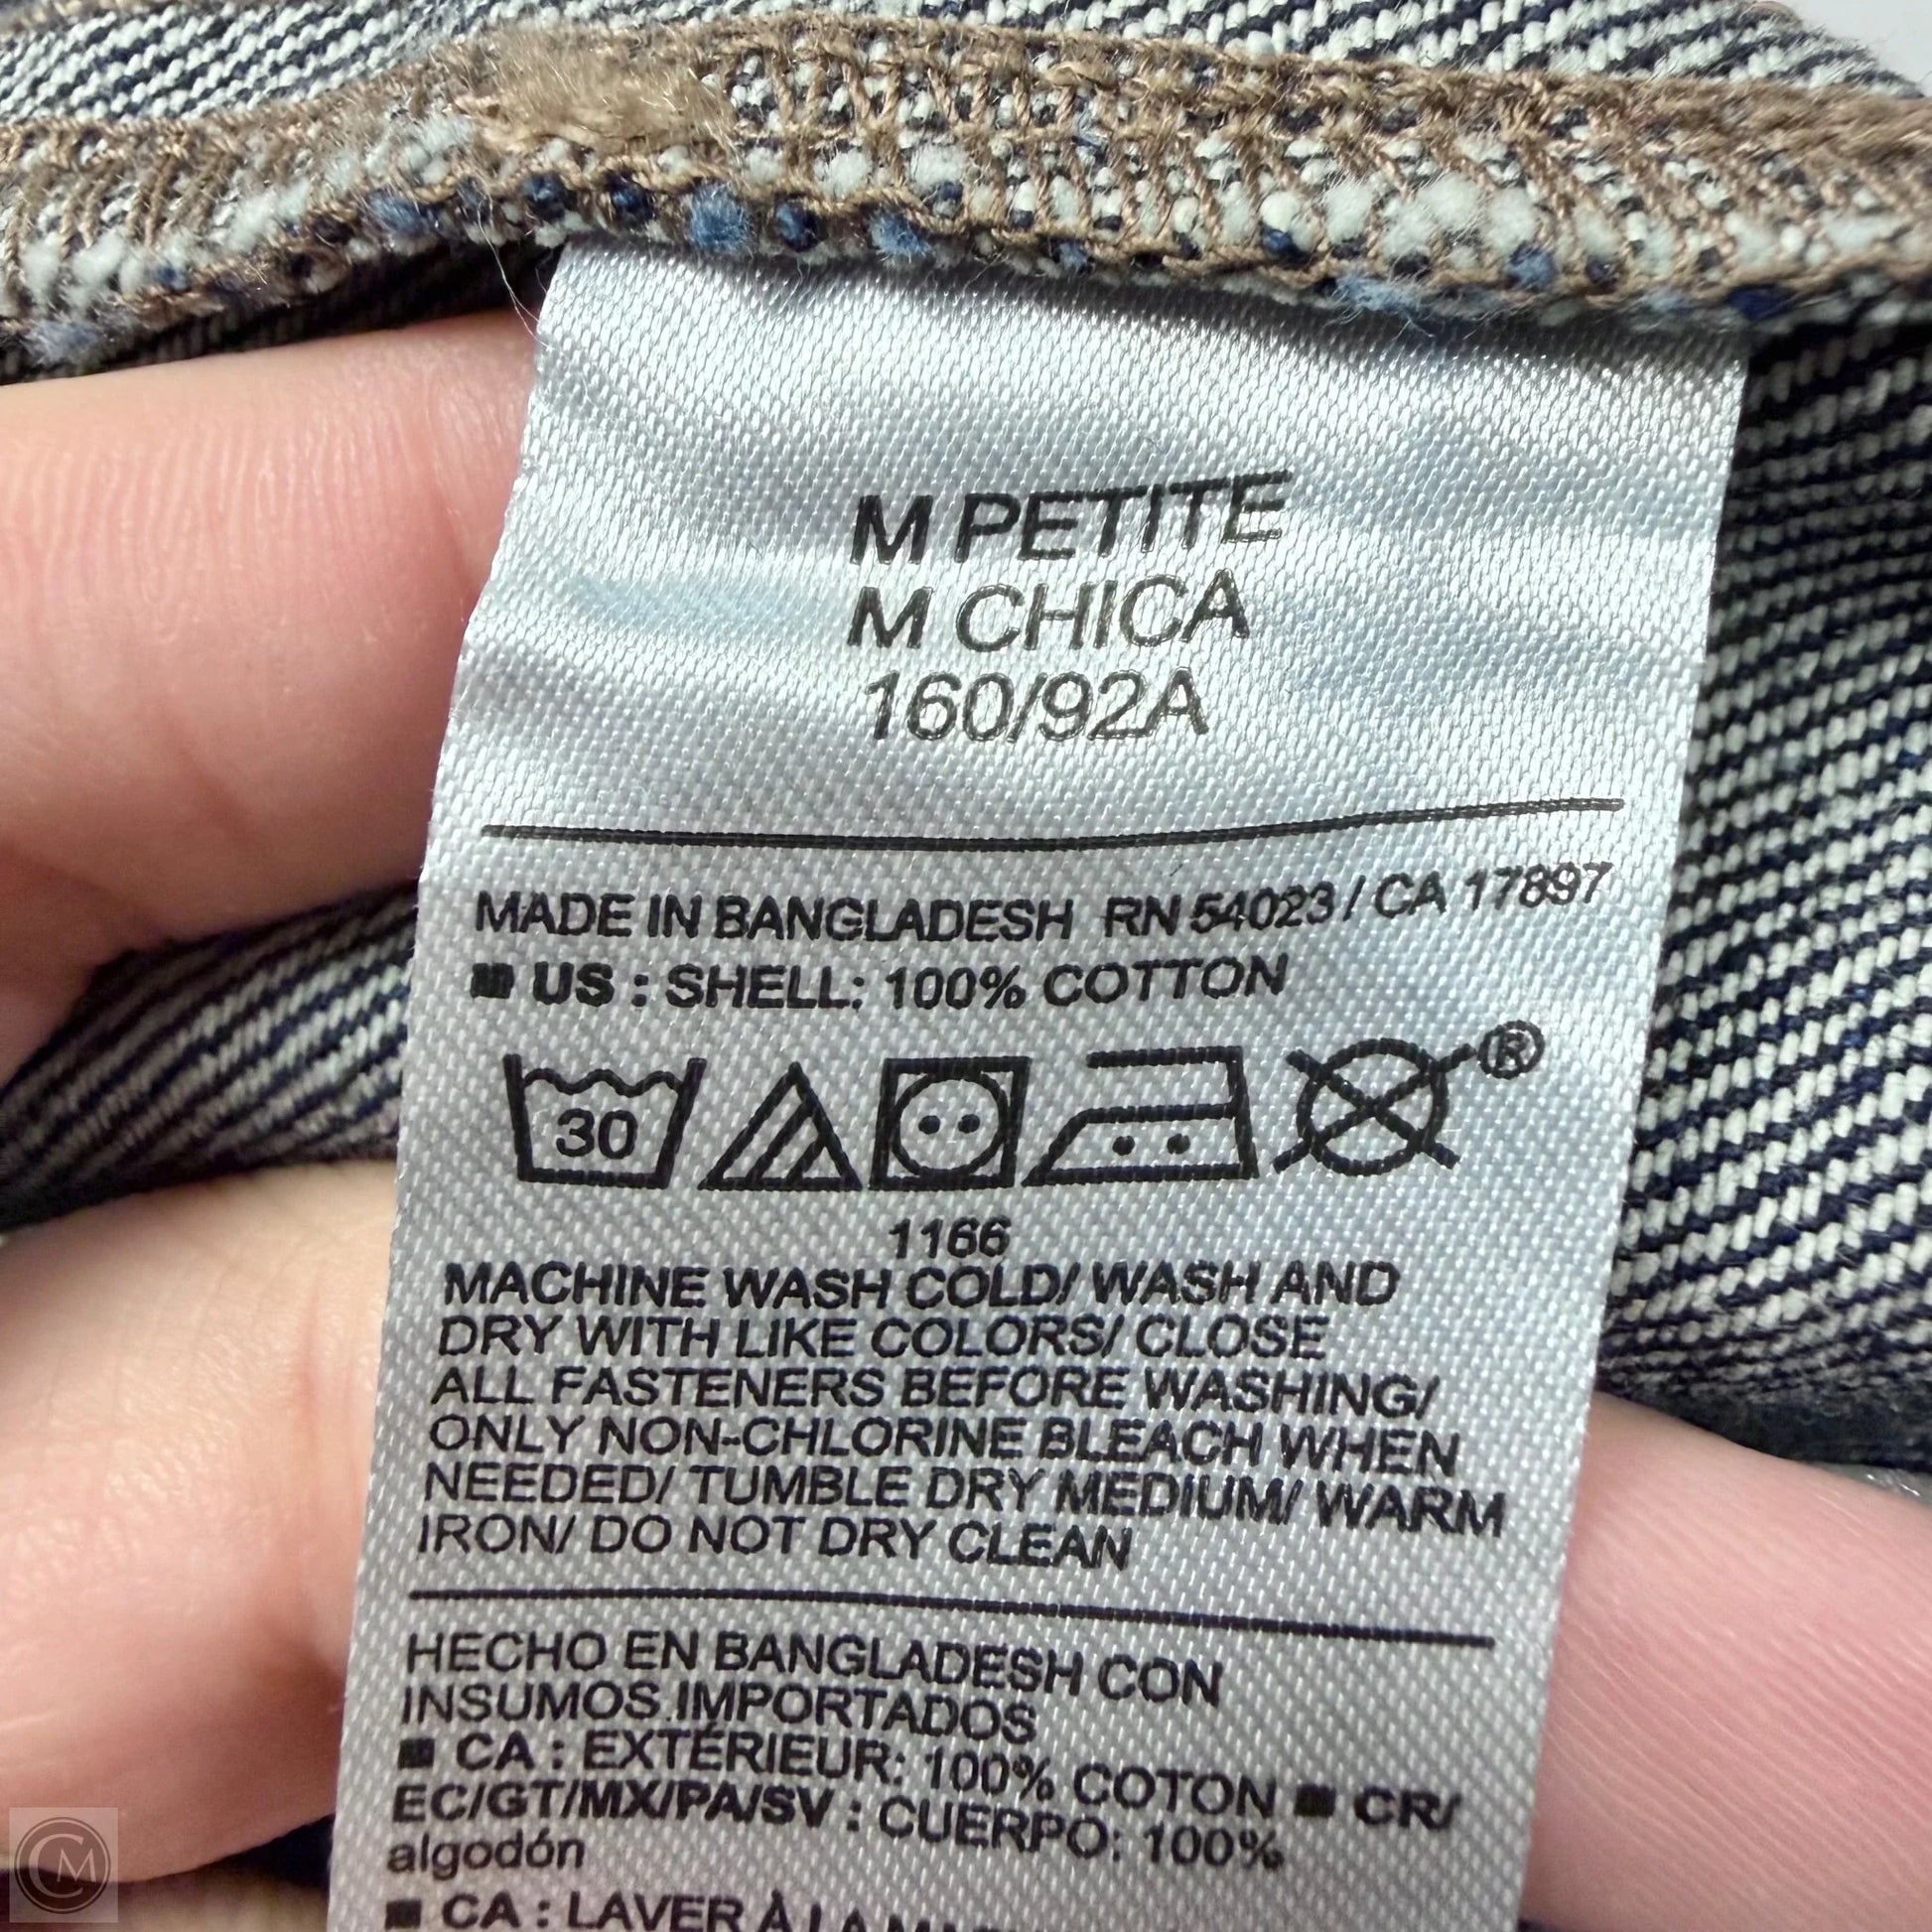 M PETITE
M CHICA
160/92A
MADE IN BANGLADESH RN 54023 / CA 17897
■ US : SHELL: 100% COTTON
30
®
1166
MACHINE WASH COLD/ WASH AND
DRY WITH LIKE COLORS/ CLOSE
ALL FASTENERS BEFORE WASHING/
ONLY NON-CHLORINE BLEACH WHEN
NEEDED/ TUMBLE DRY MEDIUM/ WARM
IRON/ DO NOT DRY CLEAN
HECHO EN BANGLADESH CON
INSUMOS IMPORTADOS
■ CA : EXTÉRIEUR: 100% COTON ■ CR/
EC/GT/MX/PA/SV : CUERPO: 100%
algodón
■ CA : LAVER À LA
CM